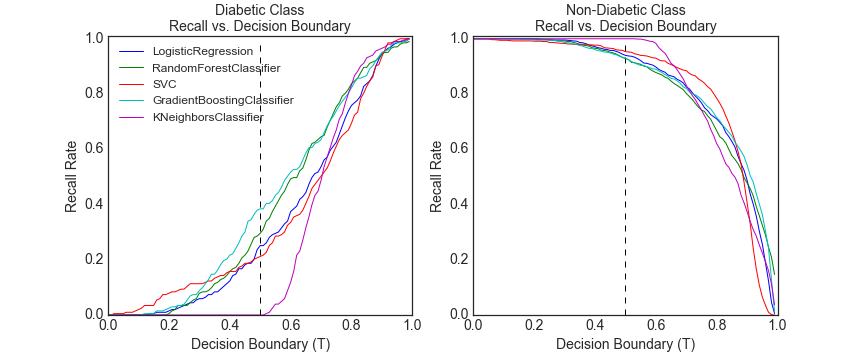 Diabetic Class
Recall vs. Decision Boundary
1.0
0.8
0.6
0.4
0.2
0.0
Recall Rate
LogisticRegression
RandomForestClassifier
SVC
GradientBoostingClassifier
KNeighborsClassifier
0.0 0.2 0.4 0.6 0.8 1.0
Decision Boundary (T)
Non-Diabetic Class
Recall vs. Decision Boundary
1.0
0.8
0.6
0.4
0.2
0.0
Recall Rate
0.0 0.2 0.4 0.6 0.8 1.0
Decision Boundary (T)